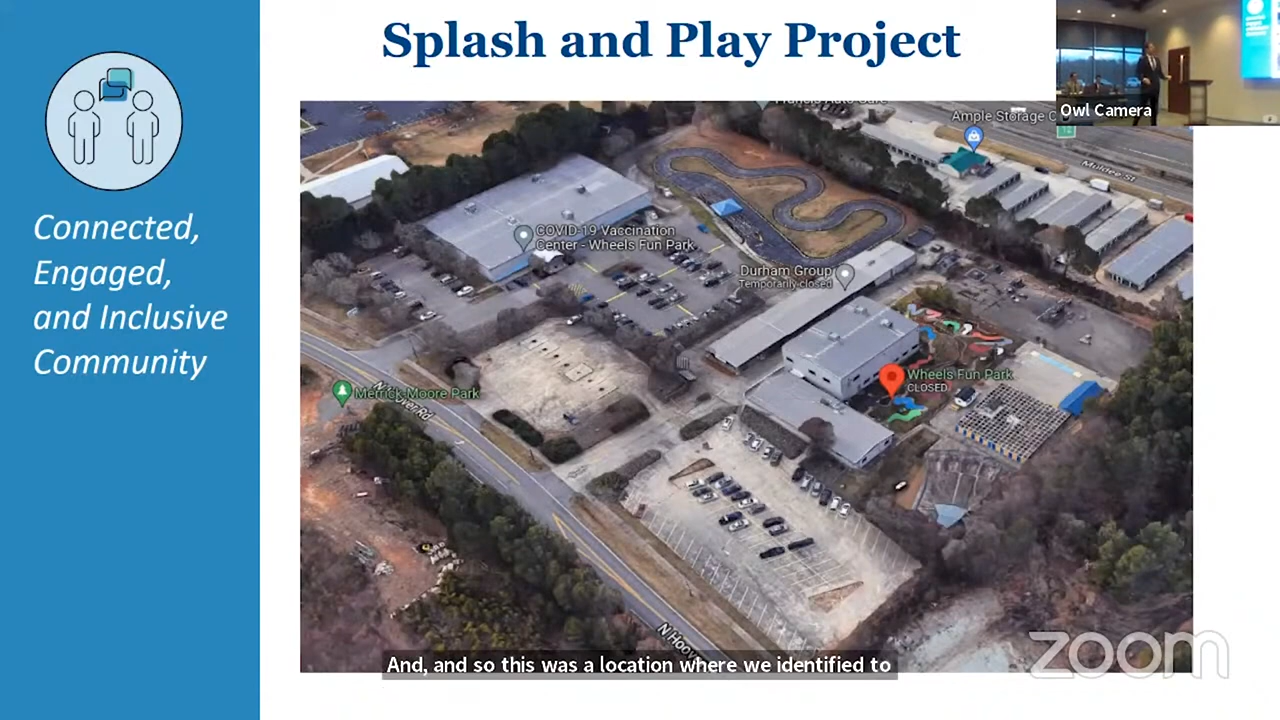 Splash and Play Project
Owl Camera
Connected,
Engaged,
and Inclusive
Community
Ample Storage C
12
COVID-19 Vaccination
Center - Wheels Fun Park
Durham Group
Temporarily closed
Wheels Fun Park
CLOSED
Merrick-Moore Park
And, and so this was a location where we identified to
zoom